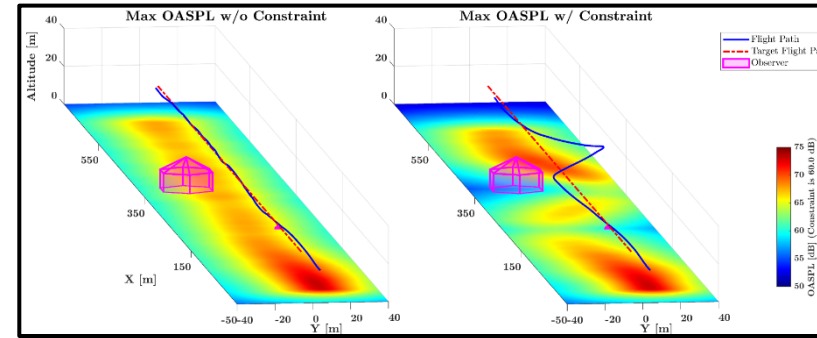 Max OASPL w/o Constraint
Max OASPL w/ Constraint
Altitude [m]
40
20
0
550
350
150
X [m]
-50-40
-20
0
20
40
Y [m]
40
20
0
550
350
150
-50-40
-20
0
20
40
Y [m]
Flight Path
Target Flight P
Observer
75
70
65
60
55
50
OASPL [dB] (Constraint is 60.0 dB)